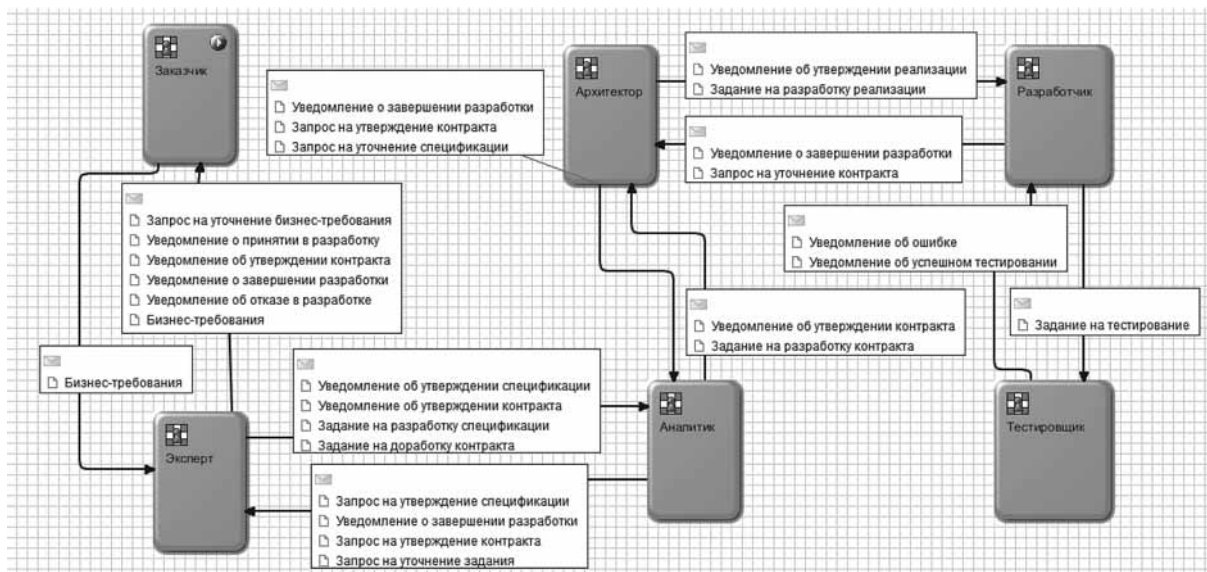 Заказчик
Уведомление о завершении разработки
Запрос на утверждение контракта
Запрос на уточнение спецификации
Архитектор
Уведомление об утверждении реализации
Задание на разработку реализации
Разработчик
Уведомление о завершении разработки
Запрос на уточнение контракта
Запрос на уточнение бизнес-требования
Уведомление о принятии в разработку
Уведомление об утверждении контракта
Уведомление о завершении разработки
Уведомление об отказе в разработке
Бизнес-требования
Уведомление об ошибке
Уведомление об успешном тестировании
Уведомление об утверждении контракта
Задание на разработку контракта
Задание на тестирование
Бизнес-требования
Уведомление об утверждении спецификации
Уведомление об утверждении контракта
Задание на разработку спецификации
Задание на доработку контракта
Аналитик
Тестировщик
Эксперт
Запрос на утверждение спецификации
Уведомление о завершении разработки
Запрос на утверждение контракта
Запрос на уточнение задания